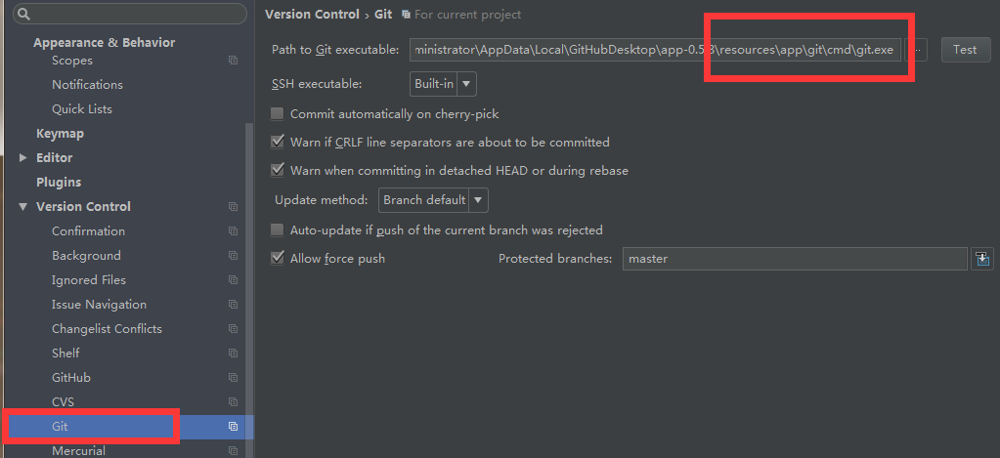 Appearance & Behavior
Scopes
Notifications
Quick Lists
Keymap
Editor
Plugins
Version Control
Confirmation
Background
Ignored Files
Issue Navigation
Changelist Conflicts
Shelf
GitHub
CVS
Git
Mercurial
Version Control › Git For current project
Path to Git executable: ministrator\AppData\Local\GitHubDesktop\app-0.5.8\resources\app\git\cmd\git.exe ... Test
SSH executable: Built-in
Commit automatically on cherry-pick
Warn if CRLF line separators are about to be committed
Warn when committing in detached HEAD or during rebase
Update method: Branch default
Auto-update if push of the current branch was rejected
Allow force push Protected branches: master